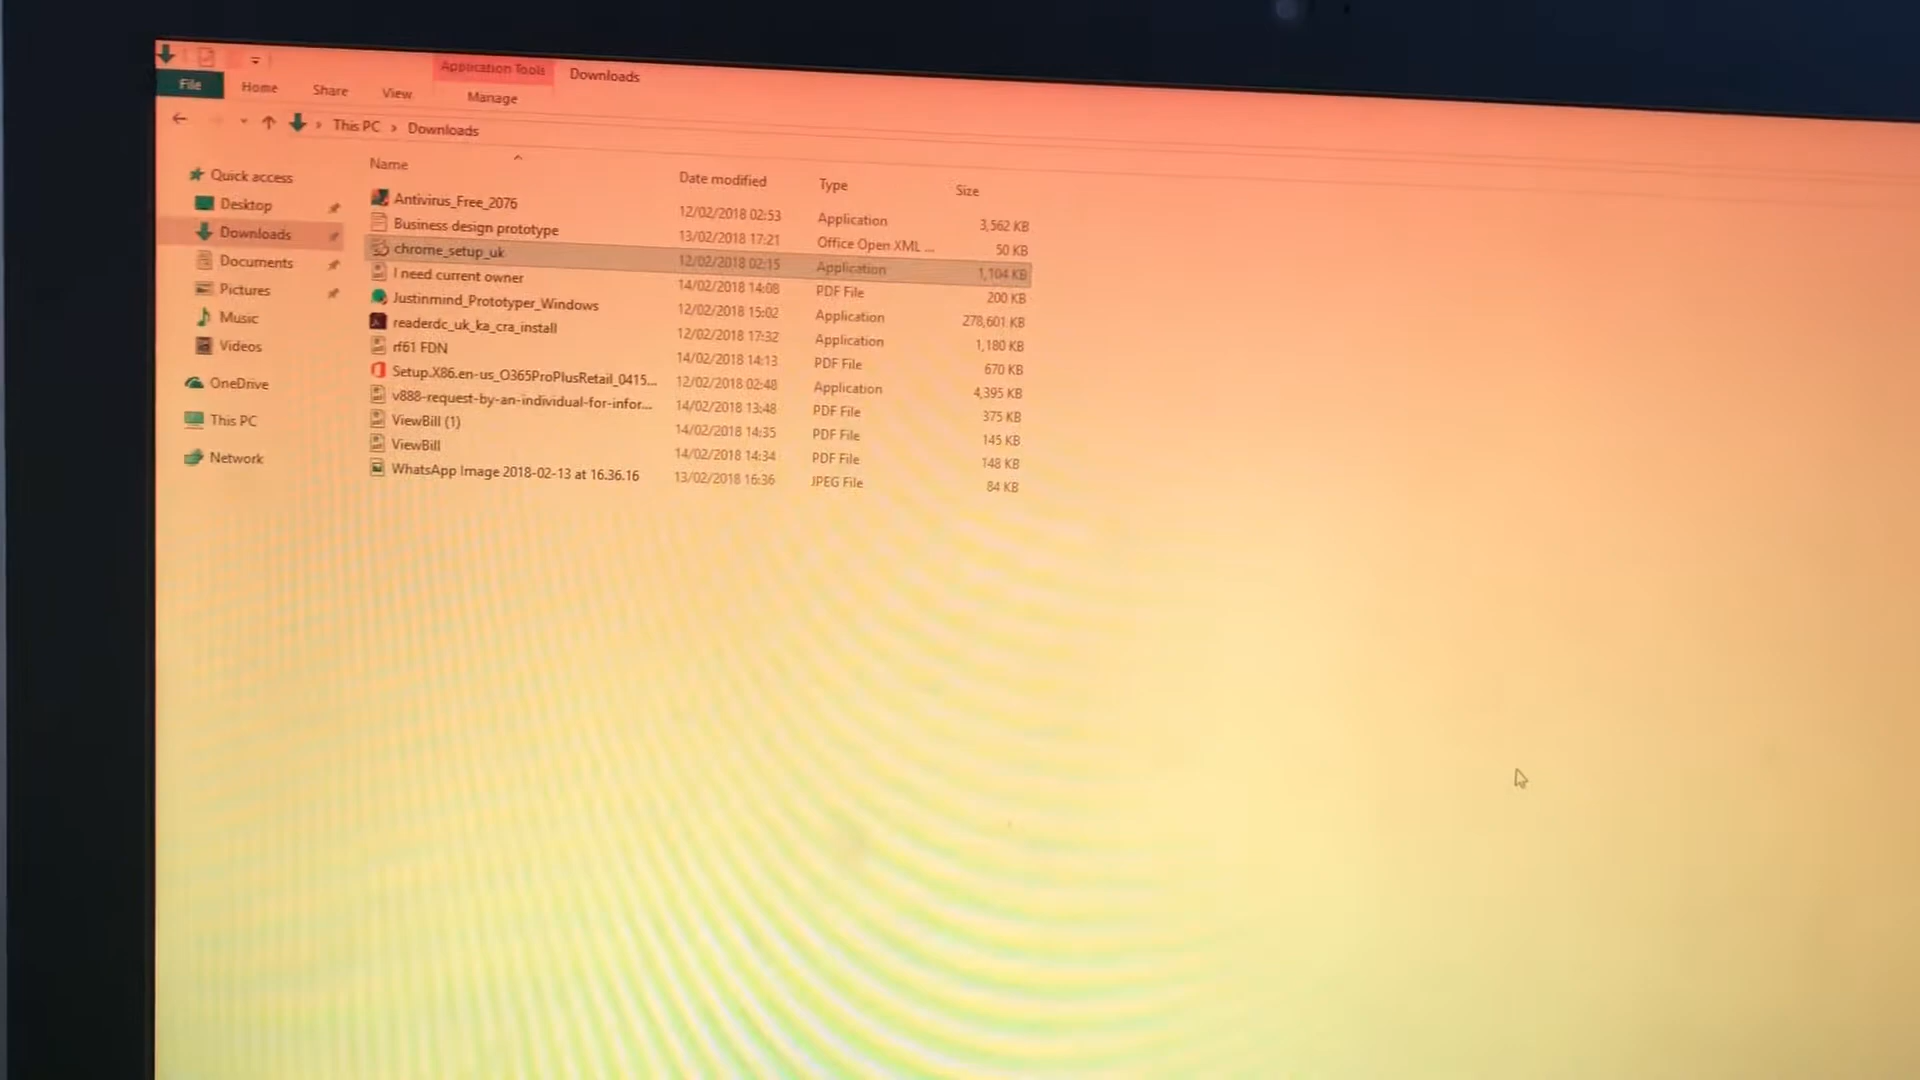 Application Tools Downloads
File Home Share View Manage
This PC > Downloads
Name Date modified Type Size
Quick access
Desktop
Downloads
Documents
Pictures
Music
Videos
OneDrive
This PC
Network
Antivirus_Free_2076 12/02/2018 02:53 Application 3,562 KB
Business design prototype 13/02/2018 17:21 Office Open XML ... 50 KB
chrome_setup_uk 12/02/2018 02:15 Application 1,104 KB
I need current owner 14/02/2018 14:08 PDF File 200 KB
Justinmind_Prototyper_Windows 12/02/2018 15:02 Application 278,601 KB
readerdc_uk_ka_cra_install 12/02/2018 17:32 Application 1,180 KB
rf61 FDN 14/02/2018 14:13 PDF File 670 KB
Setup.X86.en-us_O365ProPlusRetail_0415... 12/02/2018 02:48 Application 4,395 KB
v888-request-by-an-individual-for-infor... 14/02/2018 13:48 PDF File 375 KB
ViewBill (1) 14/02/2018 14:35 PDF File 145 KB
ViewBill 14/02/2018 14:34 PDF File 148 KB
WhatsApp Image 2018-02-13 at 16.36.16 13/02/2018 16:36 JPEG File 84 KB